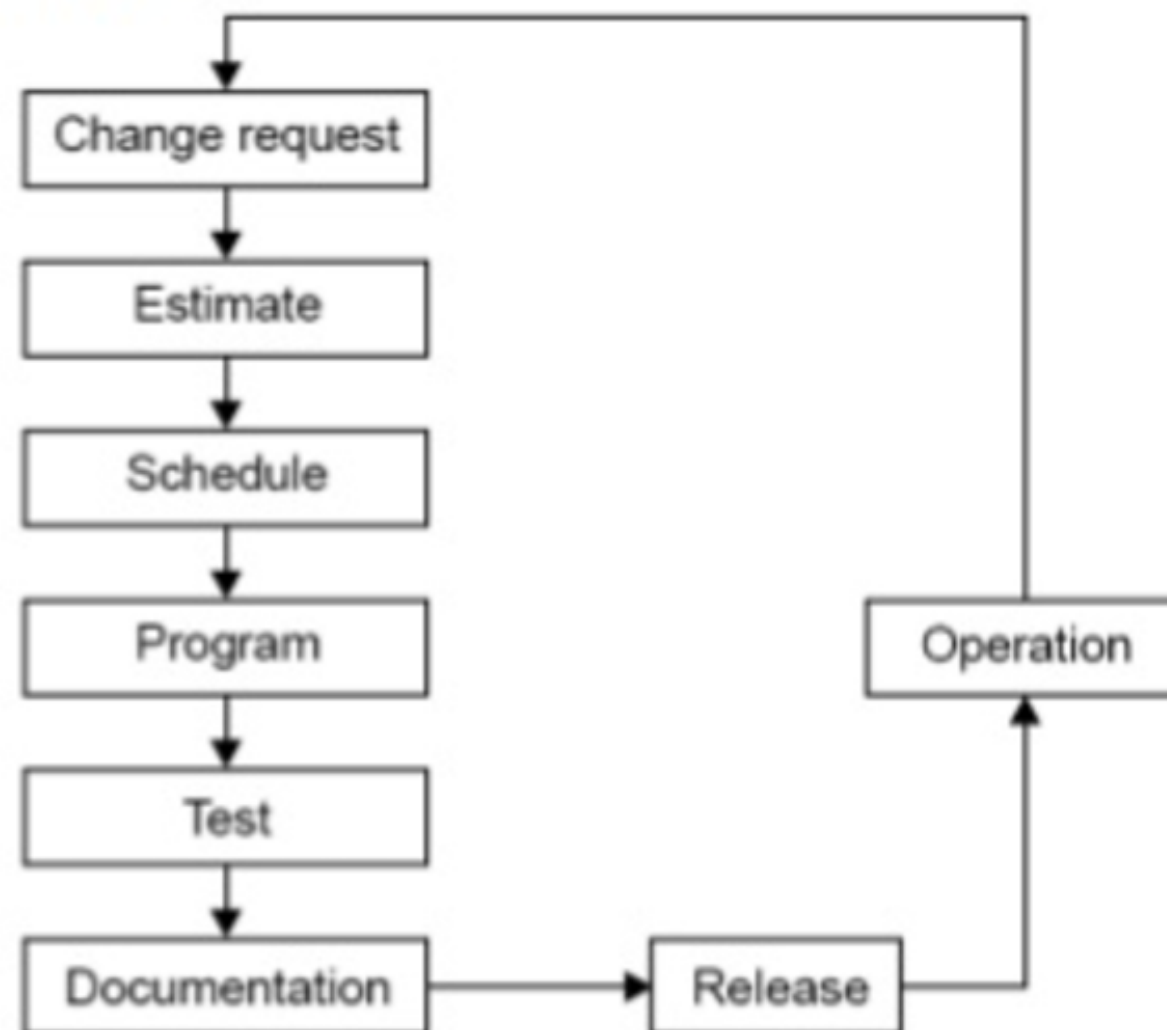 Change request
Estimate
Schedule
Program
Operation
Test
Documentation
Release